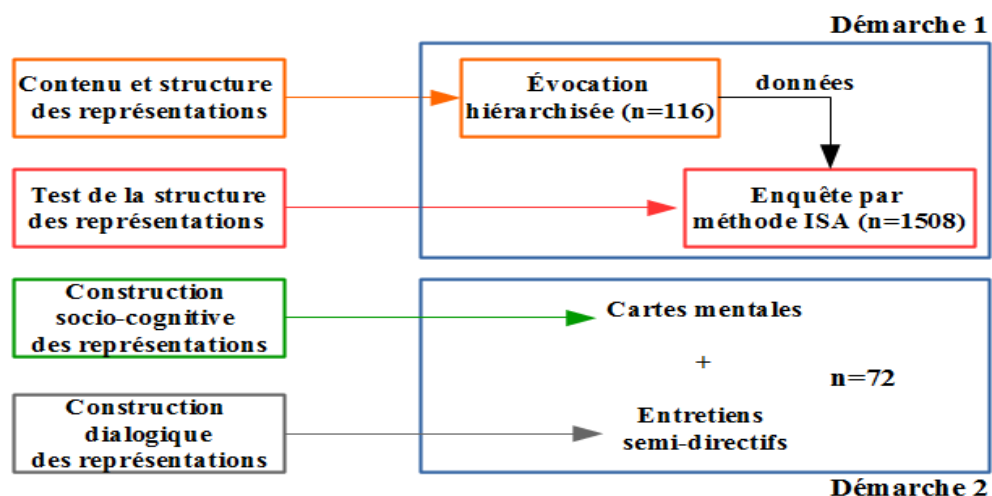 Démarche 1
Contenu et structure
des représentations
Évocation
hiérarchisée (n=116)
données
Test de la structure
des représentations
Enquête par
méthode ISA (n=1508)
Construction
socio-cognitive
des représentations
Cartes mentales
+
n=72
Construction
dialogique
des représentations
Entretiens
semi-directifs
Démarche 2